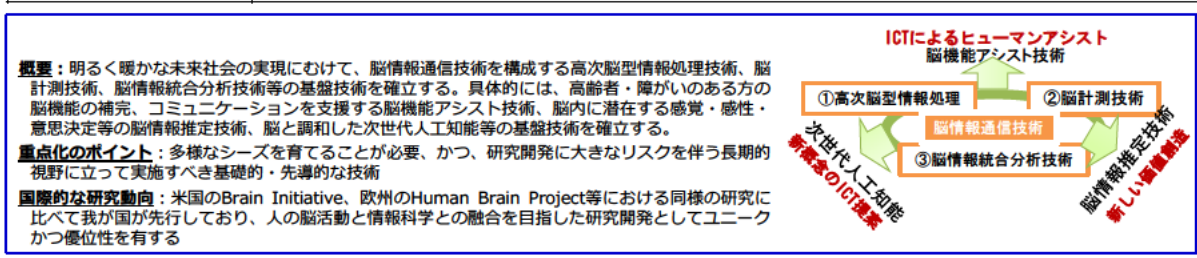 概要：明るく暖かな未来社会の実現にむけて、脳情報通信技術を構成する高次脳型情報処理技術、脳
計測技術、脳情報統合分析技術等の基盤技術を確立する。具体的には、高齢者・障がいのある方の
脳機能の補完、コミュニケーションを支援する脳機能アシスト技術、脳内に潜在する感覚・感性・
意思決定等の脳情報推定技術、脳と調和した次世代人工知能等の基盤技術を確立する。
重点化のポイント：多様なシーズを育てることが必要、かつ、研究開発に大きなリスクを伴う長期的
視野に立って実施すべき基礎的・先導的な技術
国際的な研究動向：米国のBrain Initiative、欧州のHuman Brain Project等における同様の研究に
比べて我が国が先行しており、人の脳活動と情報科学との融合を目指した研究開発としてユニーク
かつ優位性を有する
ICTによるヒューマンアシスト
脳機能アシスト技術
①高次脳型情報処理
②脳計測技術
脳情報通信技術
③脳情報統合分析技術
次世代人工知能
新概念のICT提案
脳情報推定技術
新しい価値創造